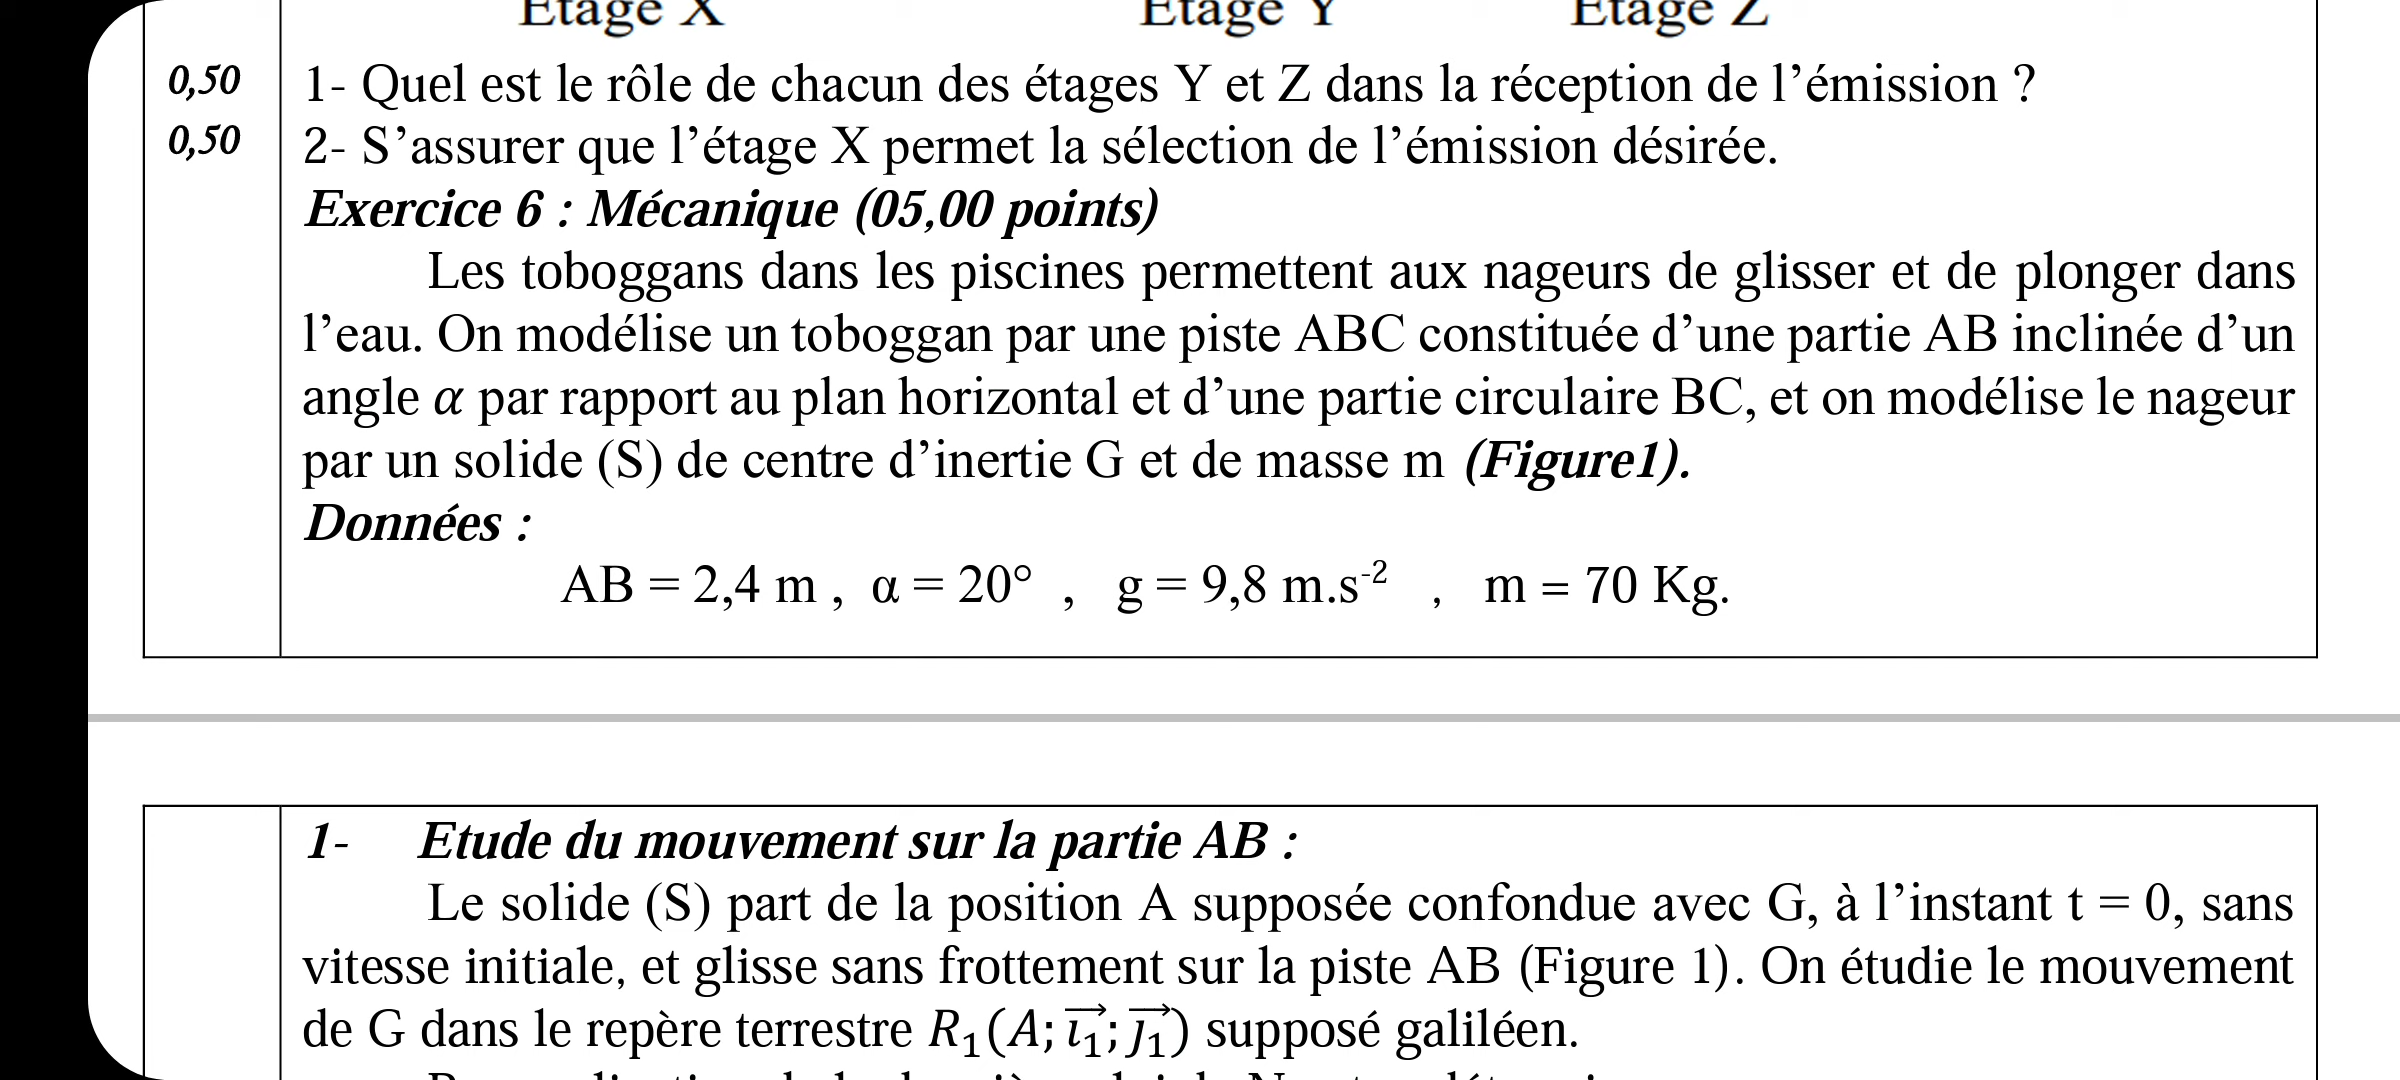 Etage X Etage Y Etage Z
0,50 1- Quel est le rôle de chacun des étages Y et Z dans la réception de l’émission ?
0,50 2- S’assurer que l’étage X permet la sélection de l’émission désirée.
Exercice 6 : Mécanique (05,00 points)
Les toboggans dans les piscines permettent aux nageurs de glisser et de plonger dans
l’eau. On modélise un toboggan par une piste ABC constituée d’une partie AB inclinée d’un
angle α par rapport au plan horizontal et d’une partie circulaire BC, et on modélise le nageur
par un solide (S) de centre d’inertie G et de masse m (Figure1).
Données :
AB = 2,4 m , α = 20° , g = 9,8 m.s⁻² , m = 70 Kg.
1- Etude du mouvement sur la partie AB :
Le solide (S) part de la position A supposée confondue avec G, à l’instant t = 0, sans
vitesse initiale, et glisse sans frottement sur la piste AB (Figure 1). On étudie le mouvement
de G dans le repère terrestre R₁(A; i₁⃗; j₁⃗) supposé galiléen.